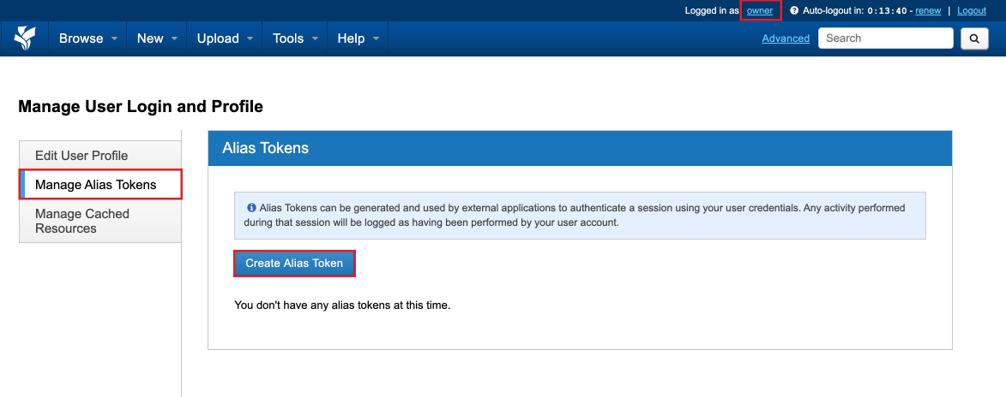 Logged in as owner Auto-logout in: 0:13:40 - renew | Logout
Browse New Upload Tools Help Advanced Search
Manage User Login and Profile
Edit User Profile
Manage Alias Tokens
Manage Cached
Resources
Alias Tokens
Alias Tokens can be generated and used by external applications to authenticate a session using your user credentials. Any activity performed
during that session will be logged as having been performed by your user account.
Create Alias Token
You don't have any alias tokens at this time.